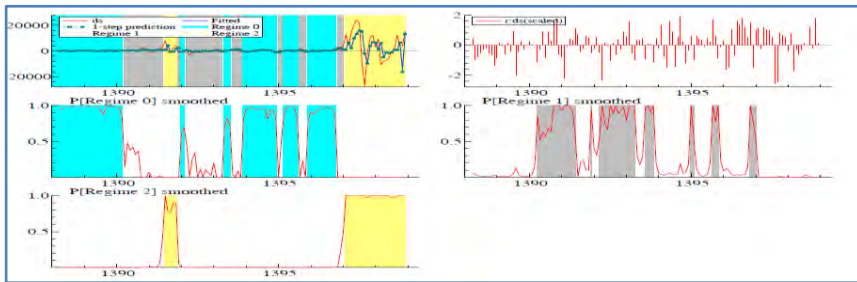 ds
Fitted
1-step prediction
Regime 0
Regime 1
Regime 2
20000
0
20000
1390
1395
r:ds(scaled)
2
0
-2
1390
1395
P[Regime 0] smoothed
1.0
0.5
1390
1395
P[Regime 1] smoothed
1.0
0.5
1390
1395
P[Regime 2] smoothed
1.0
0.5
1390
1395